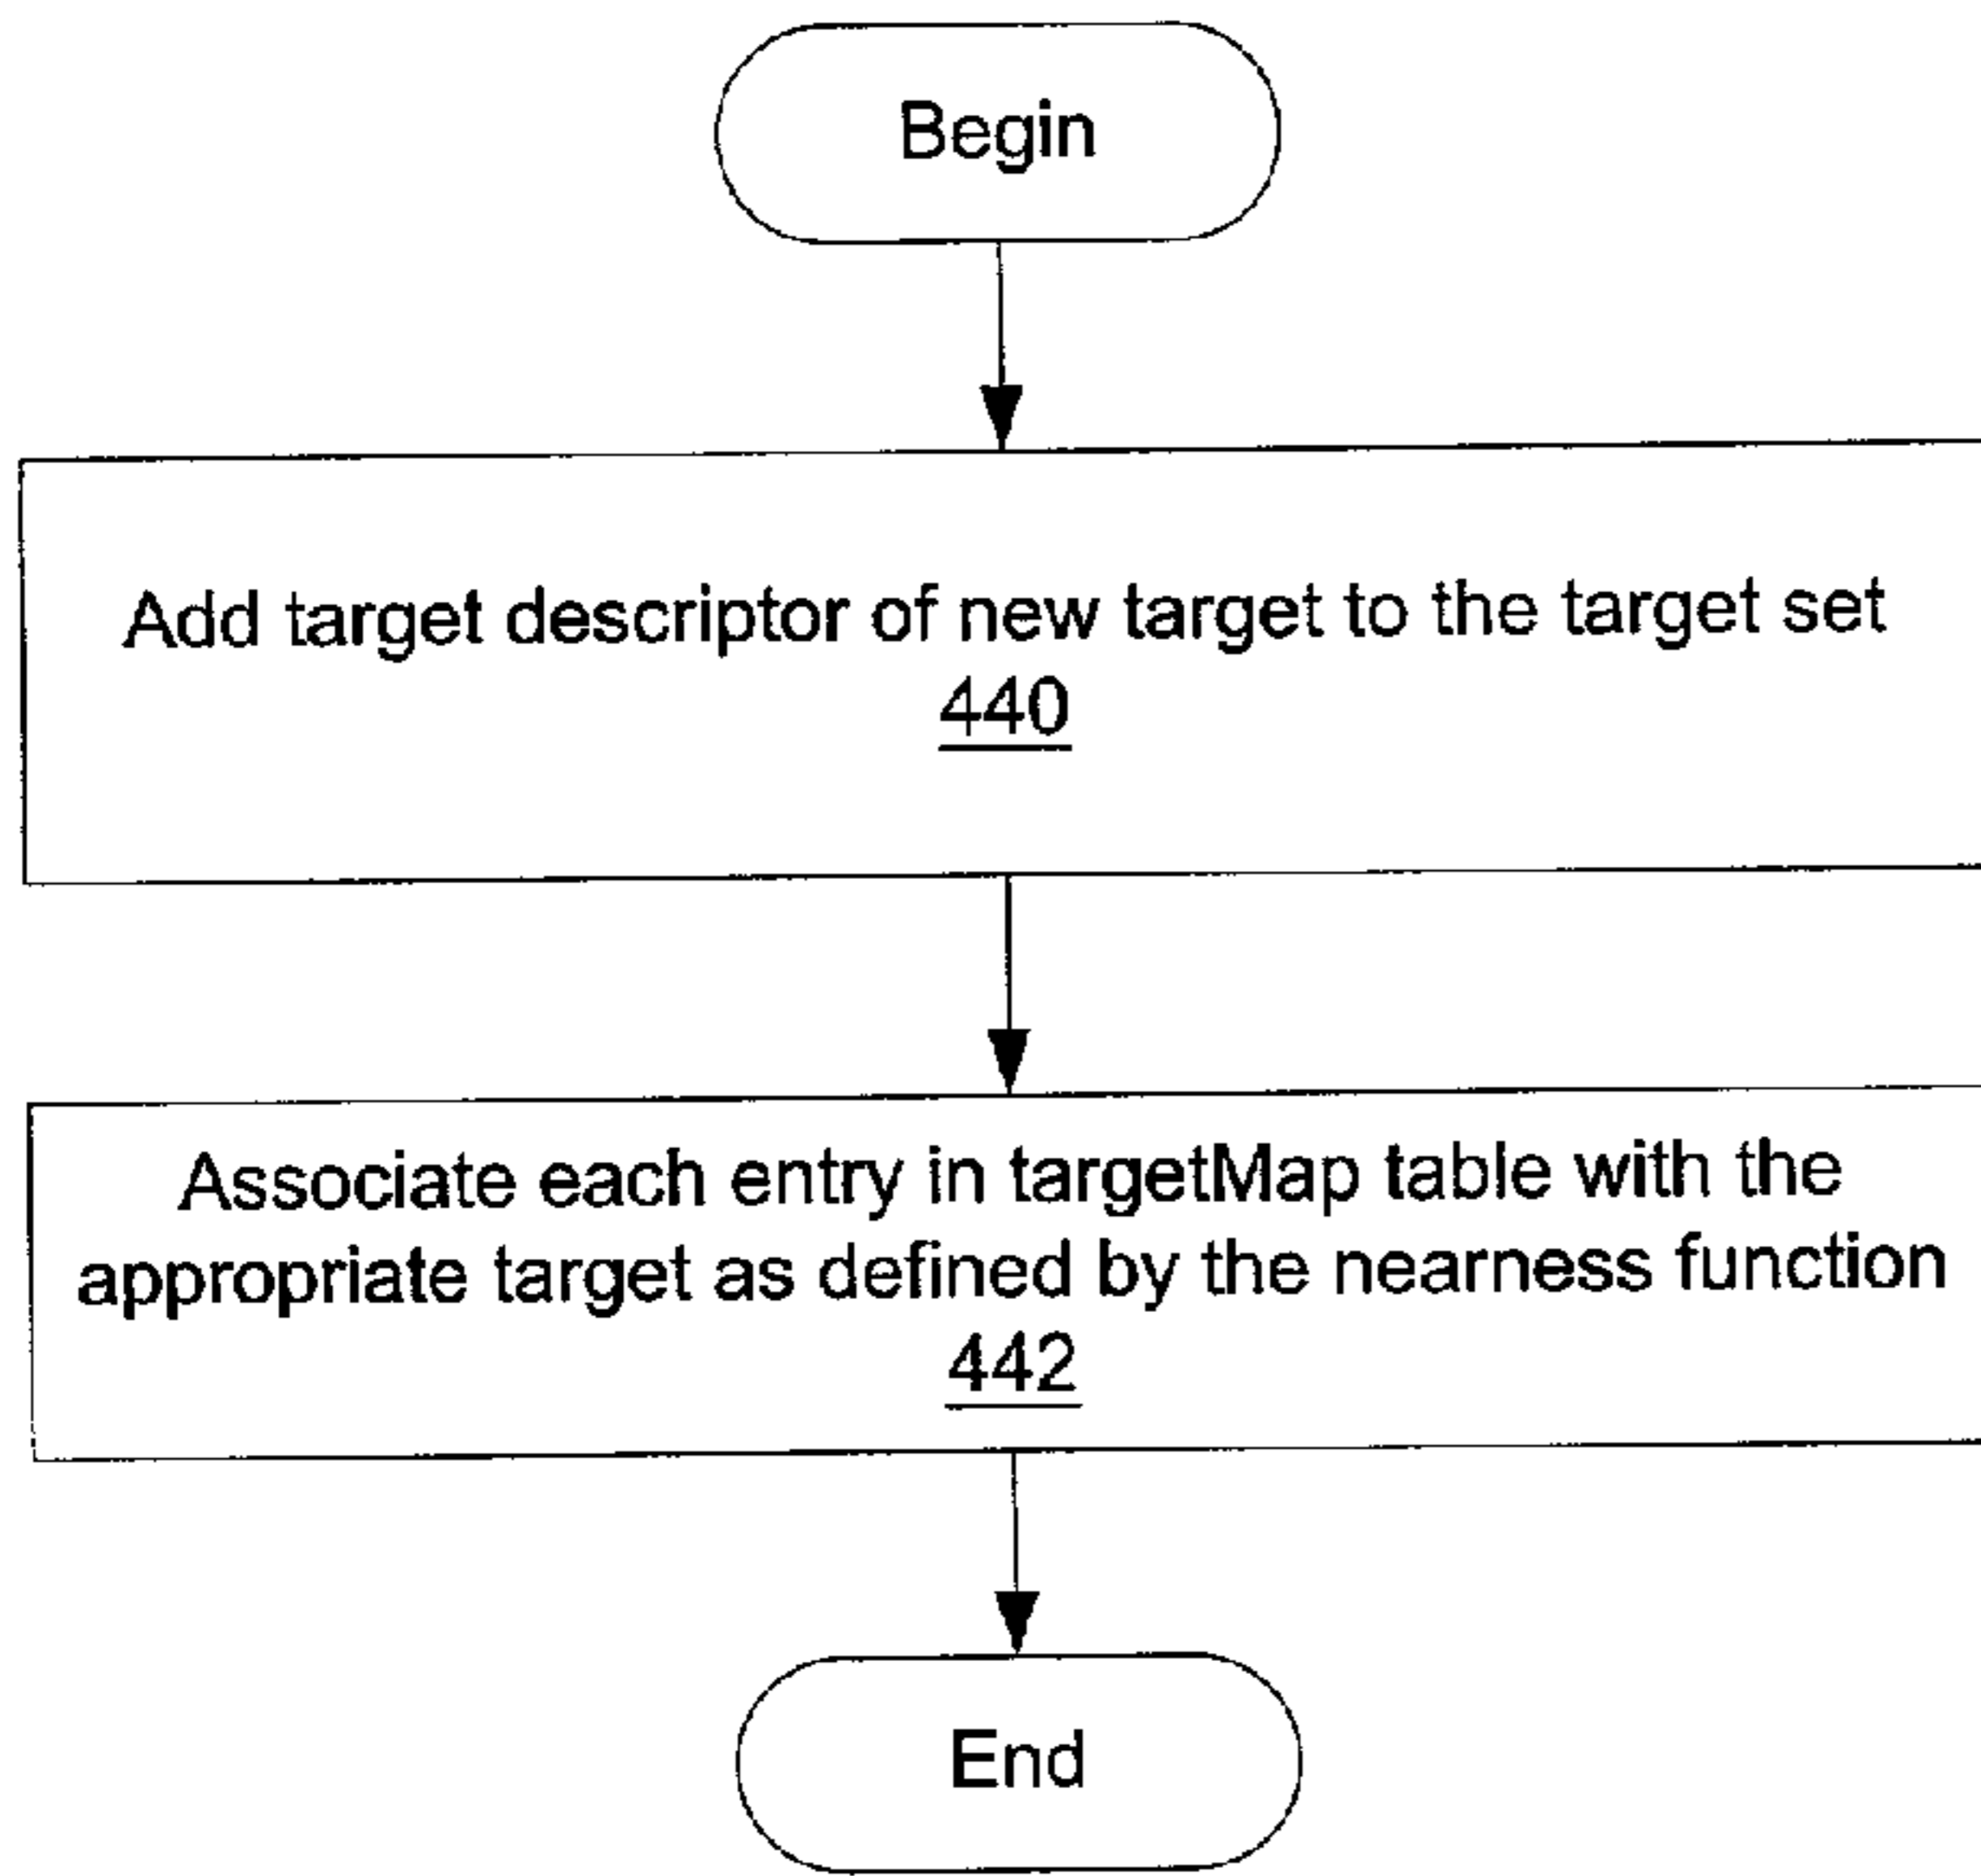 Begin
Add target descriptor of new target to the target set
440
Associate each entry in targetMap table with the
appropriate target as defined by the nearness function
442
End